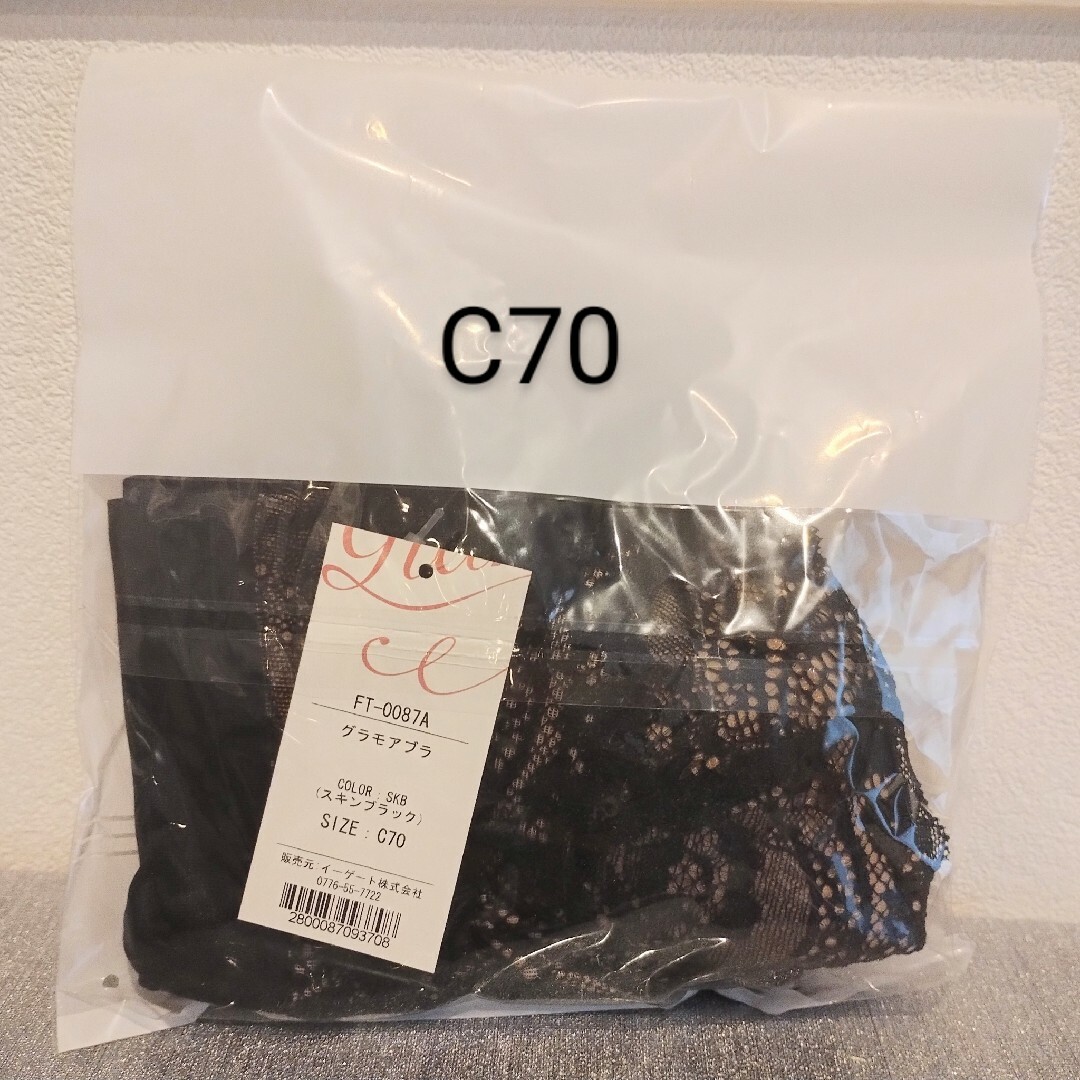 C70
FT-0087A
グラモアブラ
COLOR：SKB
(スキンブラック)
SIZE：C70
販売元：イーゲート株式会社
0776-55-7722
2800087093708